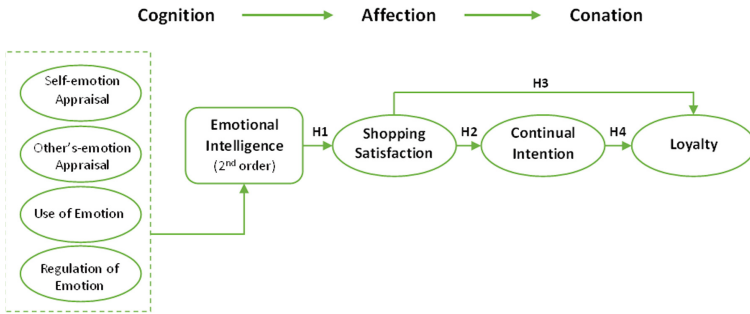 Cognition Affection Conation
Self-emotion
Appraisal
Other's-emotion
Appraisal
Use of Emotion
Regulation of
Emotion
Emotional
Intelligence
(2nd order)
H1
Shopping
Satisfaction
H2
Continual
Intention
H3
H4
Loyalty